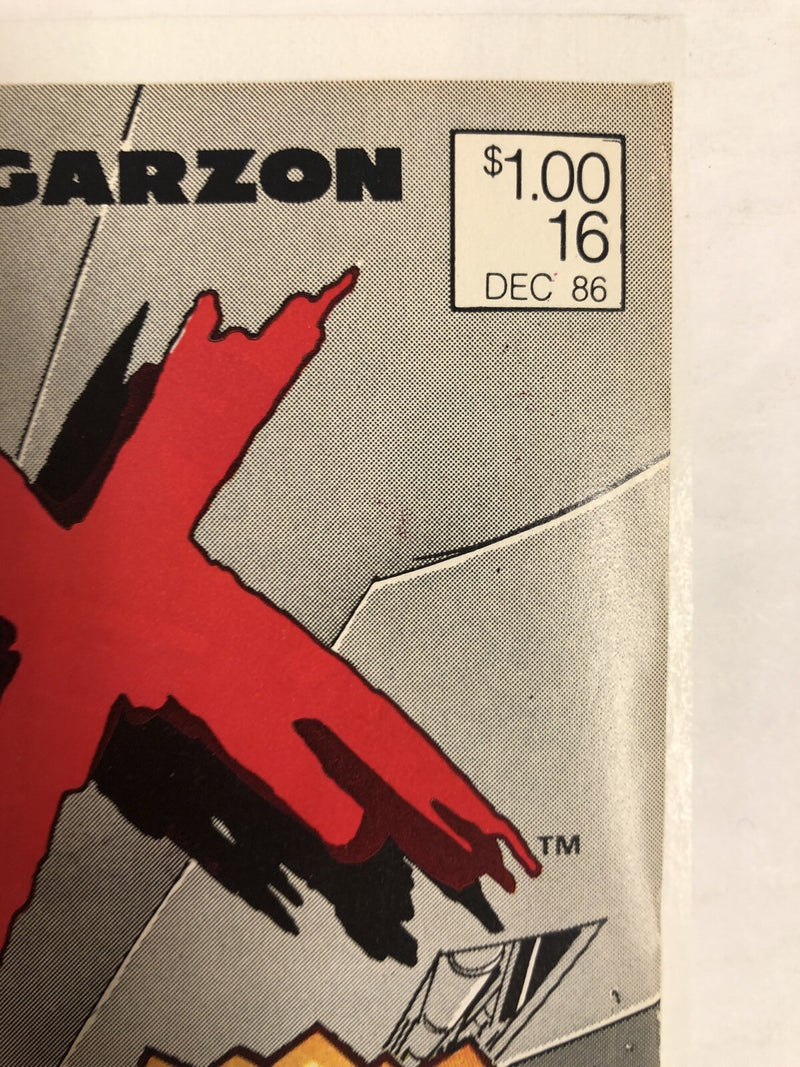 GARZON
$1.00
16
DEC 86
X
TM